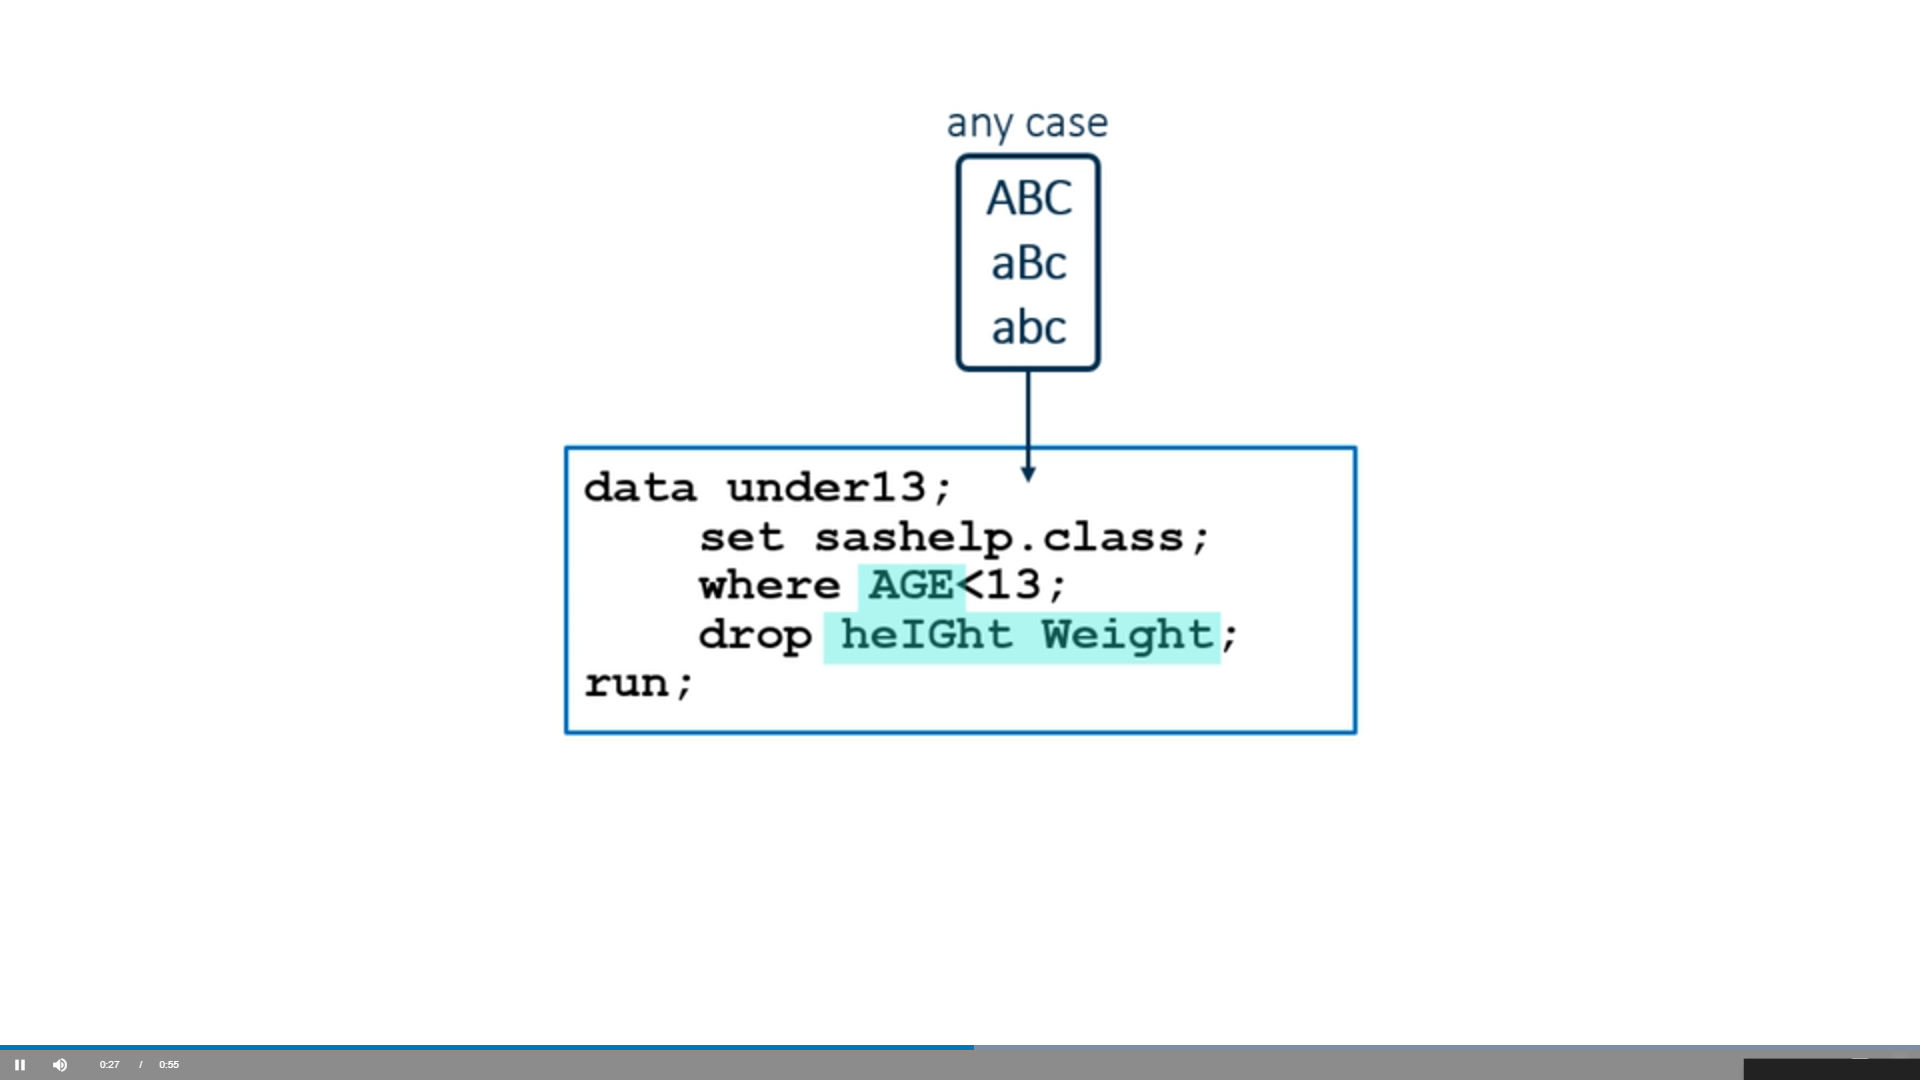 any case
ABC
aBc
abc
data under13;
set sashelp.class;
where AGE<13;
drop heIGht Weight;
run;
0:27 / 0:55